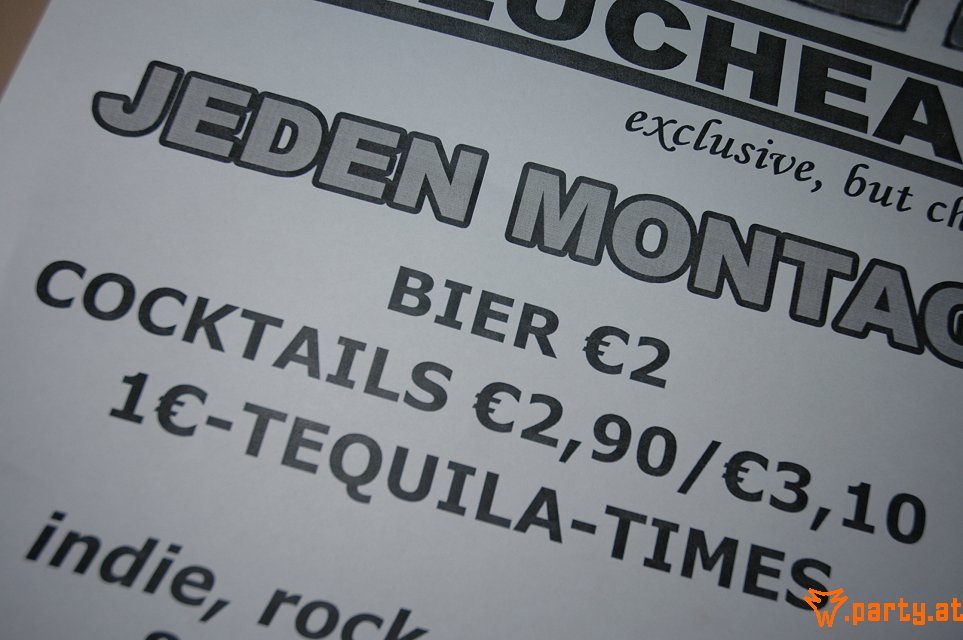 EUCHEA
exclusive, but ch
JEDEN MONTAG
BIER €2
COCKTAILS €2,90/€3,10
1€-TEQUILA-TIMES
indie, rock
party.at